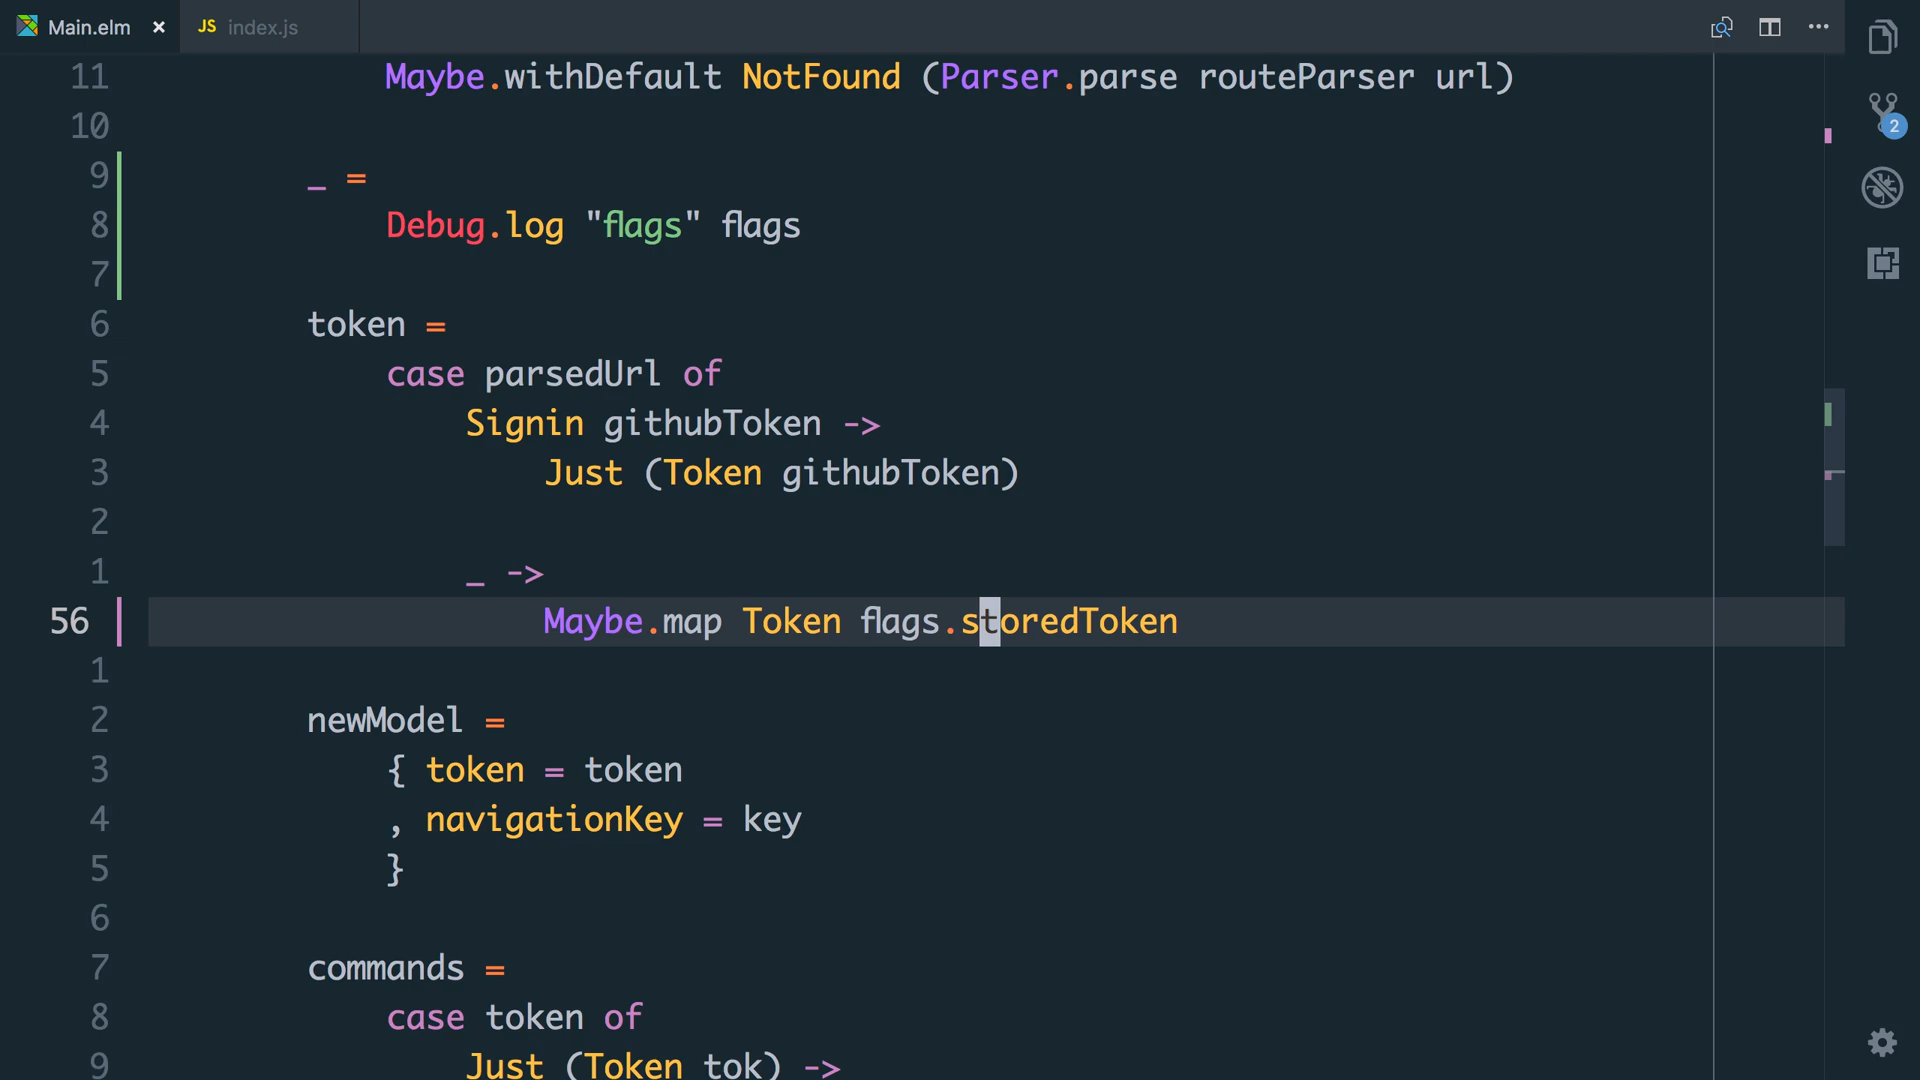 Main.elm × JS index.js
11 Maybe.withDefault NotFound (Parser.parse routeParser url)
10
9 _ =
8 Debug.log "flags" flags
7
6 token =
5 case parsedUrl of
4 Signin githubToken ->
3 Just (Token githubToken)
2
1 _ ->
56 Maybe.map Token flags.storedToken
1
2 newModel =
3 { token = token
4 , navigationKey = key
5 }
6
7 commands =
8 case token of
9 Just (Token tok) ->
2